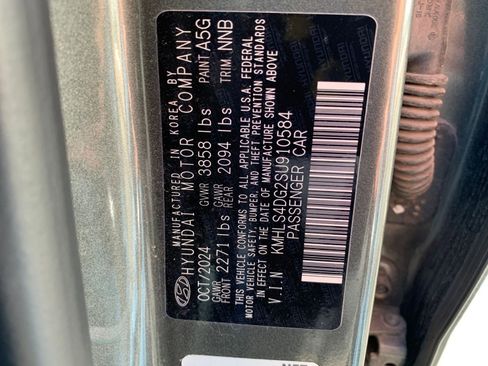 MANUFACTURED IN KOREA BY
HYUNDAI MOTOR COMPANY
OCT/2024 GVWR 3858 lbs PAINT A5G
GAWR FRONT 2271 lbs GAWR REAR 2094 lbs TRIM NNB
THIS VEHICLE CONFORMS TO ALL APPLICABLE U.S.A. FEDERAL
MOTOR VEHICLE SAFETY, BUMPER, AND THEFT PREVENTION STANDARDS
IN EFFECT ON THE DATE OF MANUFACTURE SHOWN ABOVE
V.I.N KMHLS4DG2SU910584
PASSENGER CAR